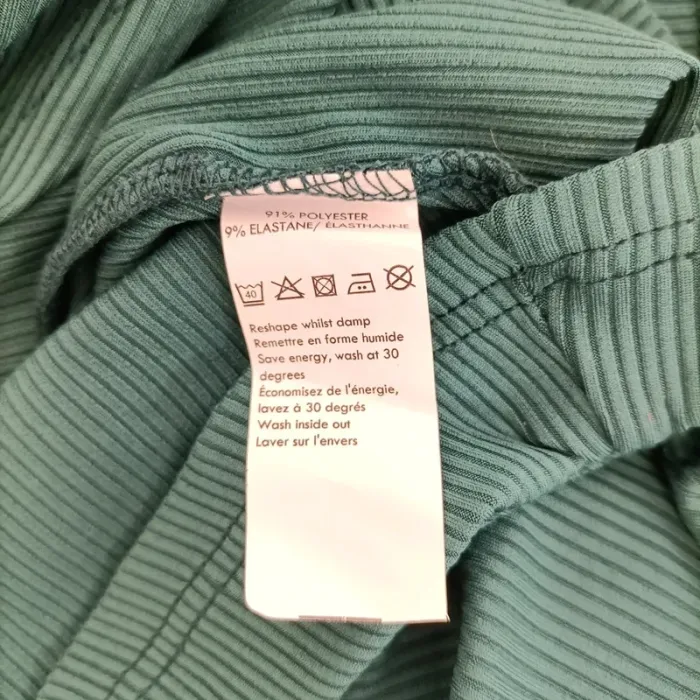 91% POLYESTER
9% ELASTANE/ ÉLASTHANNE
40
Reshape whilst damp
Remettre en forme humide
Save energy, wash at 30
degrees
Économisez de l'énergie,
lavez à 30 degrés
Wash inside out
Laver sur l'envers